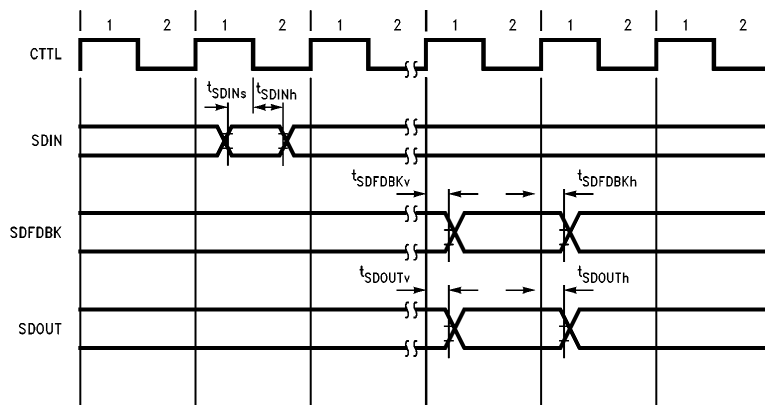 1 2 1 2 1 2 1 2 1 2 1 2
CTTL
tSDINs tSDINh
SDIN
tSDFDBKv tSDFDBKh
SDFDBK
tSDOUTv tSDOUTh
SDOUT